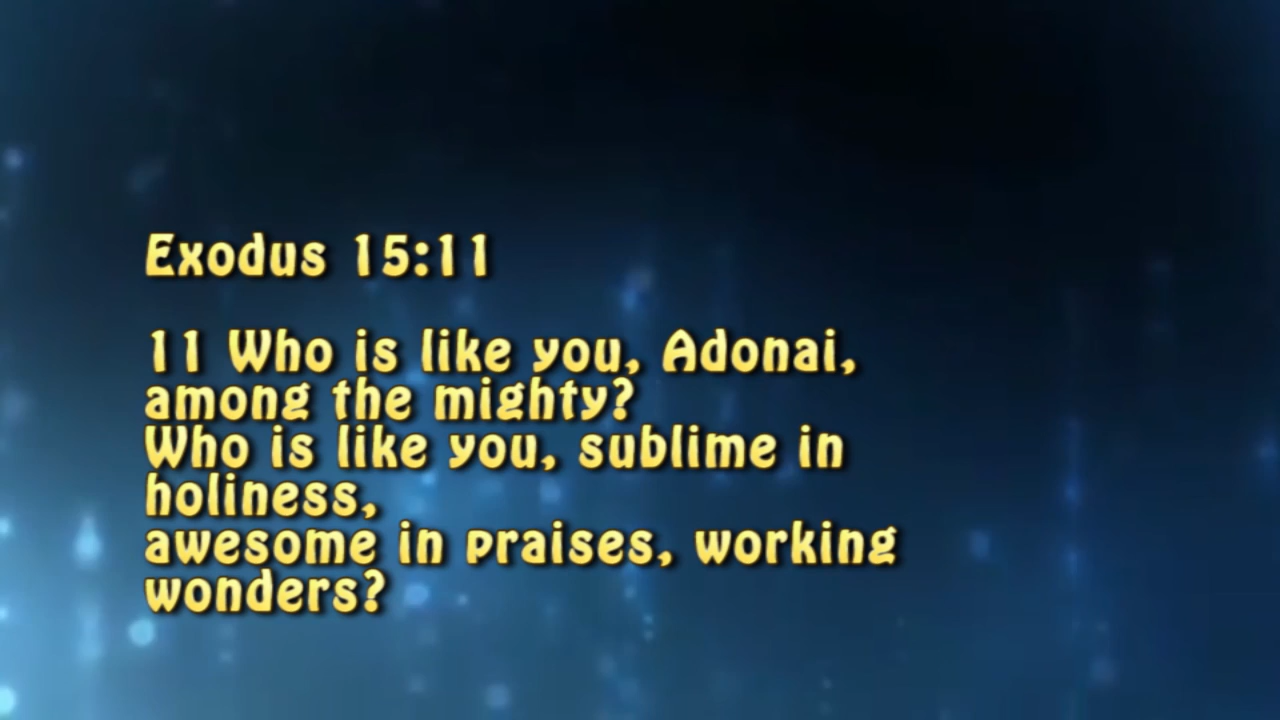 Exodus 15:11
11 Who is like you, Adonai,
among the mighty?
Who is like you, sublime in
holiness,
awesome in praises, working
wonders?